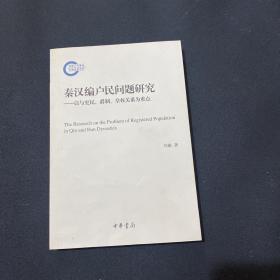 秦汉编户民问题研究
——以与吏民、爵制、皇权关系为重点
The Research on the Problem of Registered Population
in Qin and Han Dynasties
著
中华书局